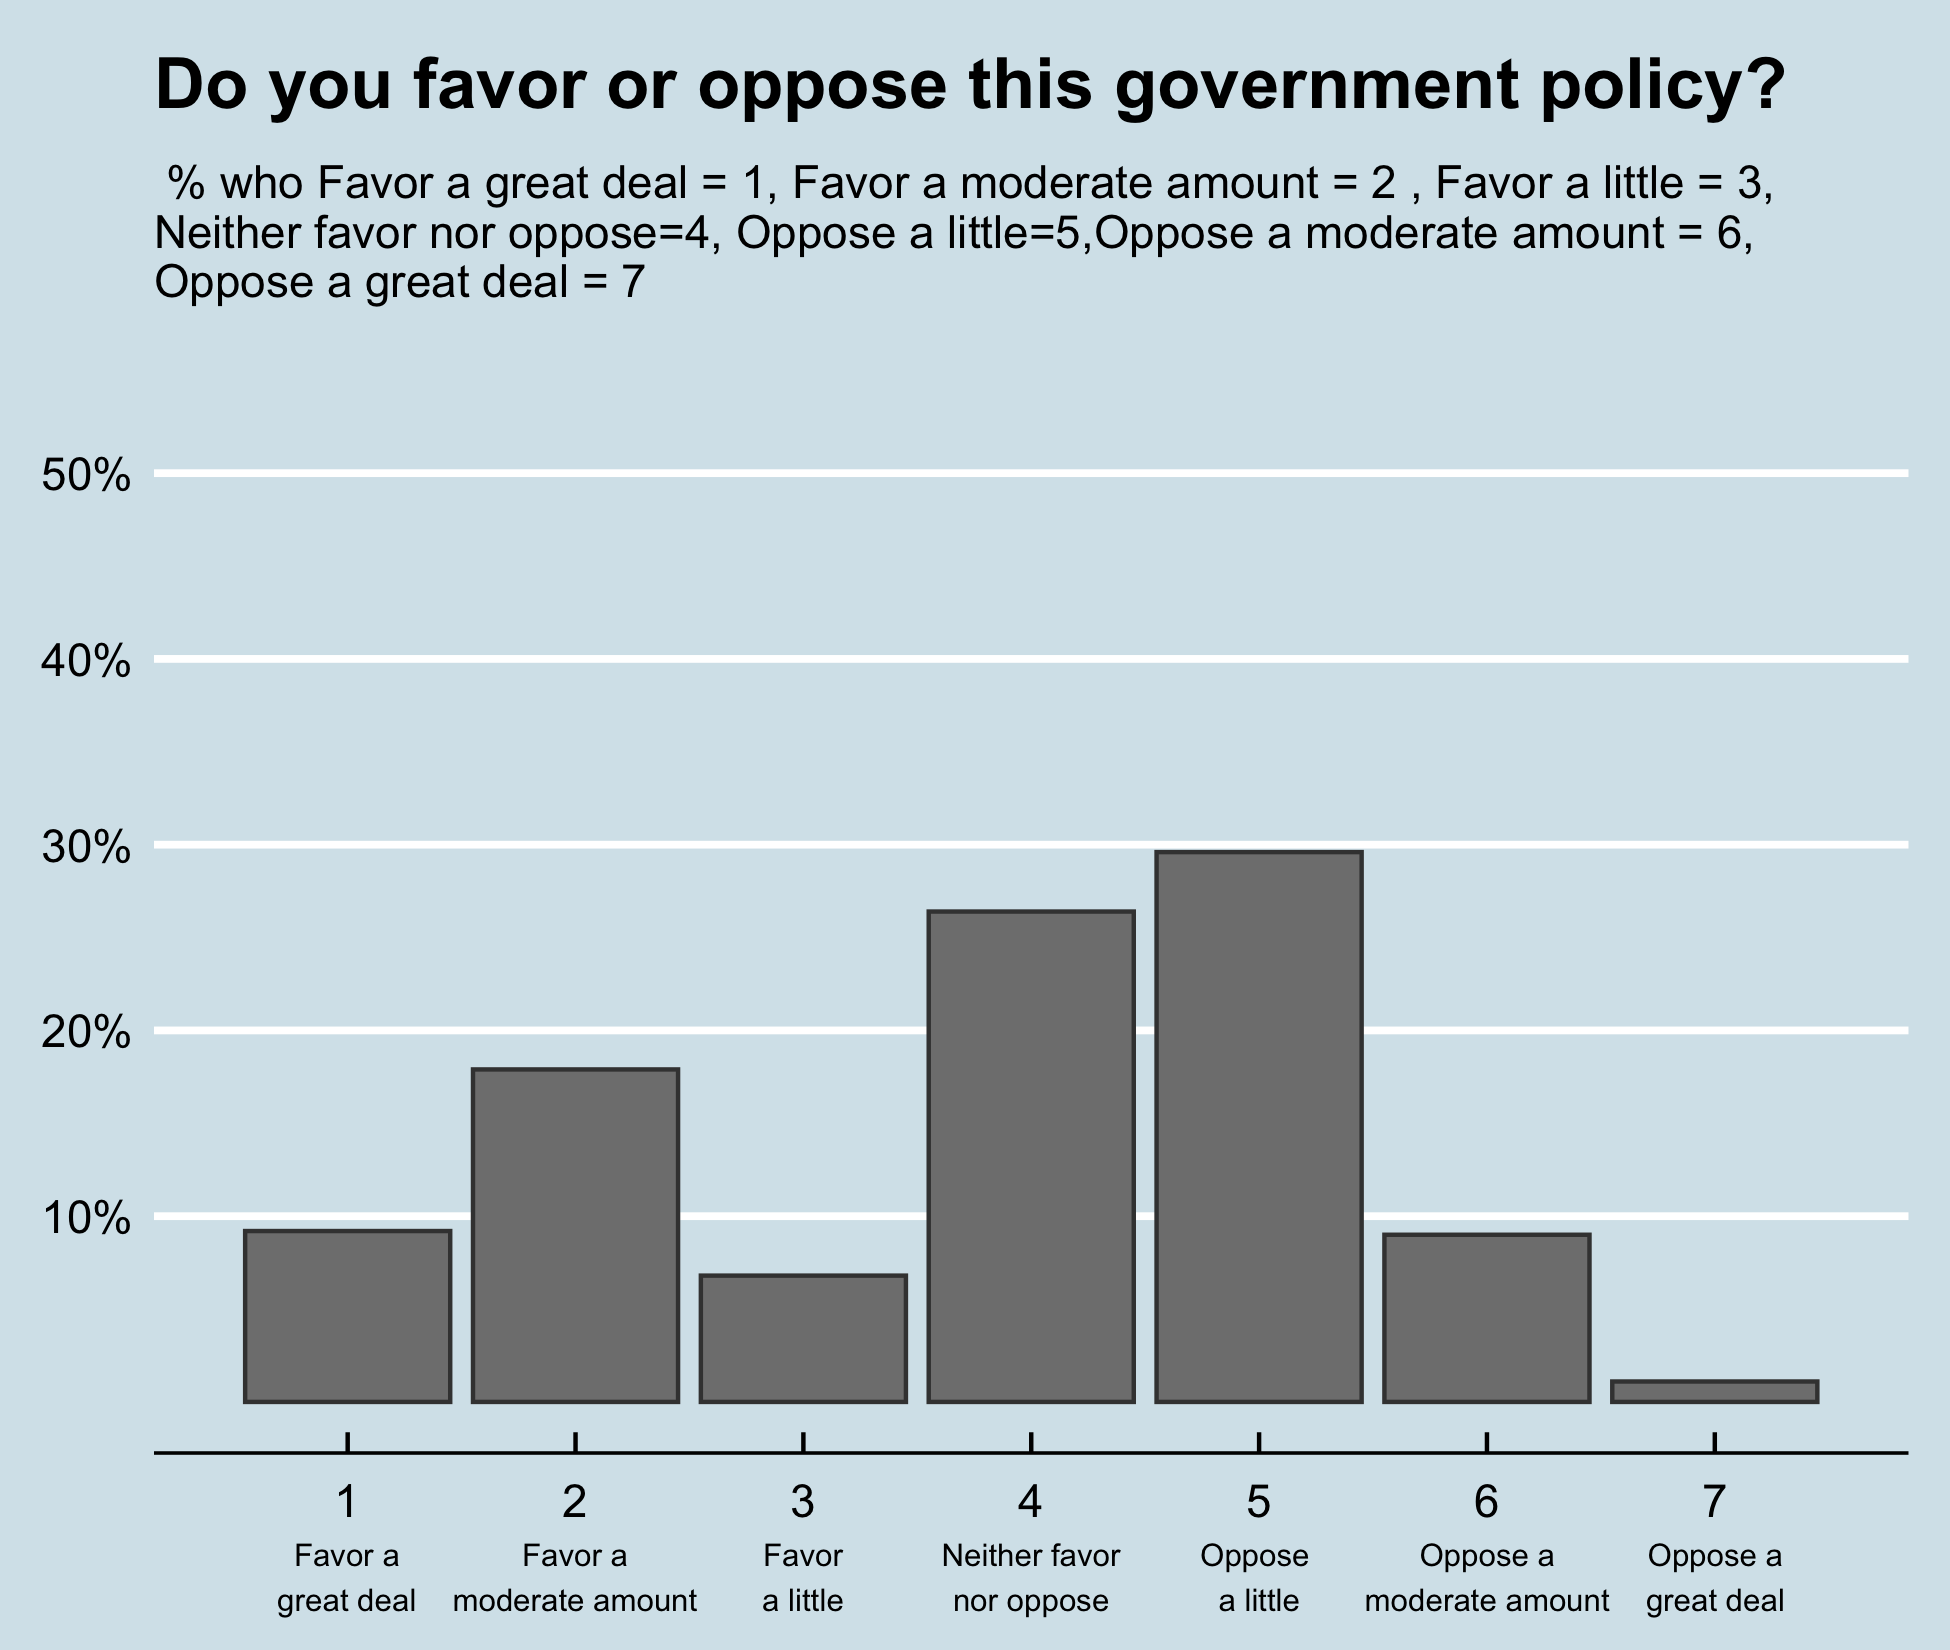 Do you favor or oppose this government policy?
% who Favor a great deal = 1, Favor a moderate amount = 2 , Favor a little = 3,
Neither favor nor oppose=4, Oppose a little=5,Oppose a moderate amount = 6,
Oppose a great deal = 7
50%
40%
30%
20%
10%
1 2 3 4 5 6 7
Favor a Favor a Favor Neither favor Oppose Oppose a Oppose a
great deal moderate amount a little nor oppose a little moderate amount great deal